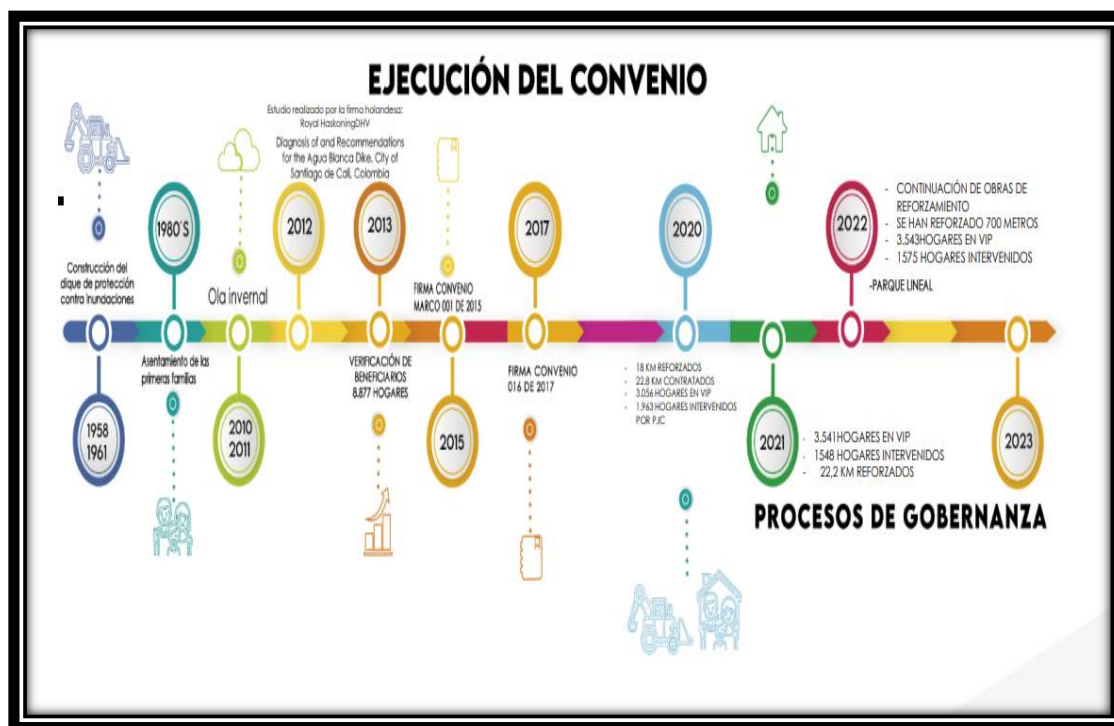 EJECUCIÓN DEL CONVENIO
Estudio realizado por la firma holandesa:
Royal HaskoningDHV
Diagnosis of and Recommendations
for the Agua Blanca Dike, City of
Santiago de Cali, Colombia
Construcción del
dique de protección
contra inundaciones
1958
1961
1980´S
Asentamiento de las
primeras familias
Ola invernal
2010
2011
2012
2013
VERIFICACIÓN DE
BENEFICIARIOS
8.877 HOGARES
FIRMA CONVENIO
MARCO 001 DE 2015
2015
2017
FIRMA CONVENIO
016 DE 2017
2020
- 18 KM REFORZADOS
- 22.8 KM CONTRATADOS
- 3.056 HOGARES EN VIP
- 1.963 HOGARES INTERVENIDOS
POR PJC
2021
- 3.541HOGARES EN VIP
- 1548 HOGARES INTERVENIDOS
- 22,2 KM REFORZADOS
2022
- CONTINUACIÓN DE OBRAS DE
REFORZAMIENTO
- SE HAN REFORZADO 700 METROS
- 3.543HOGARES EN VIP
- 1575 HOGARES INTERVENIDOS
-PARQUE LINEAL
2023
PROCESOS DE GOBERNANZA